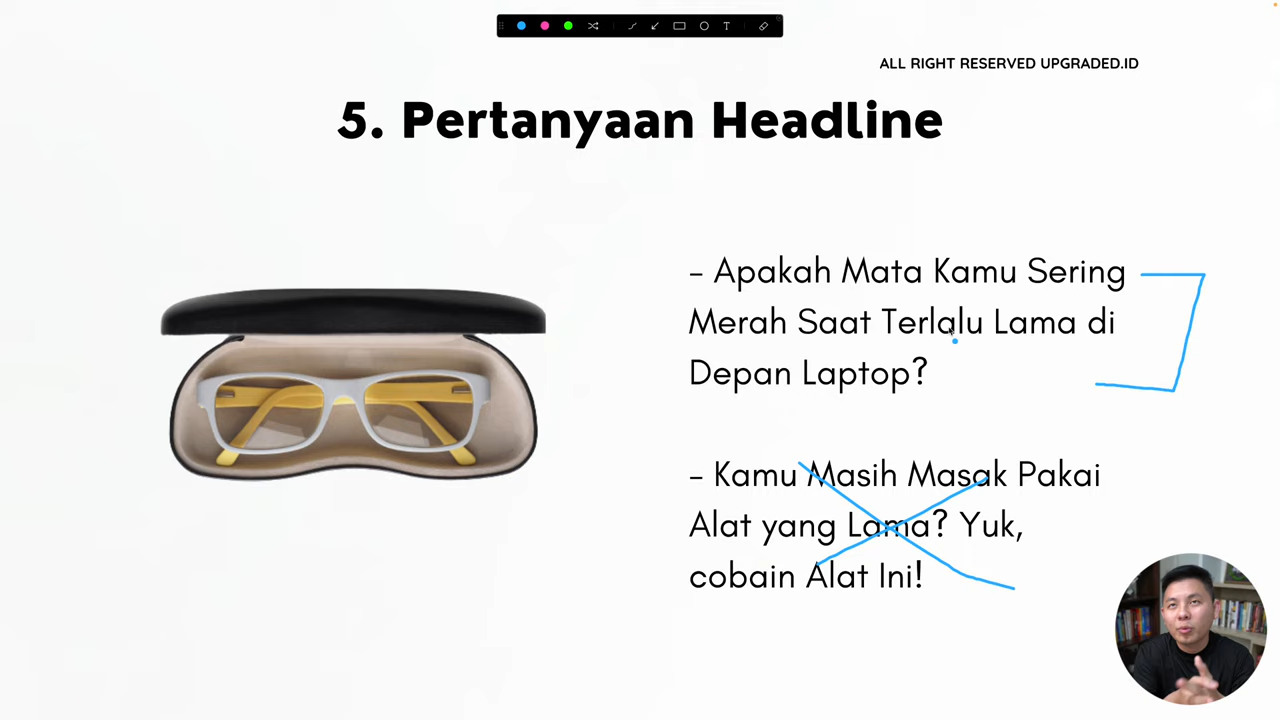 ALL RIGHT RESERVED UPGRADED.ID
5. Pertanyaan Headline
- Apakah Mata Kamu Sering
Merah Saat Terlalu Lama di
Depan Laptop?
- Kamu Masih Masak Pakai
Alat yang Lama? Yuk,
cobain Alat Ini!